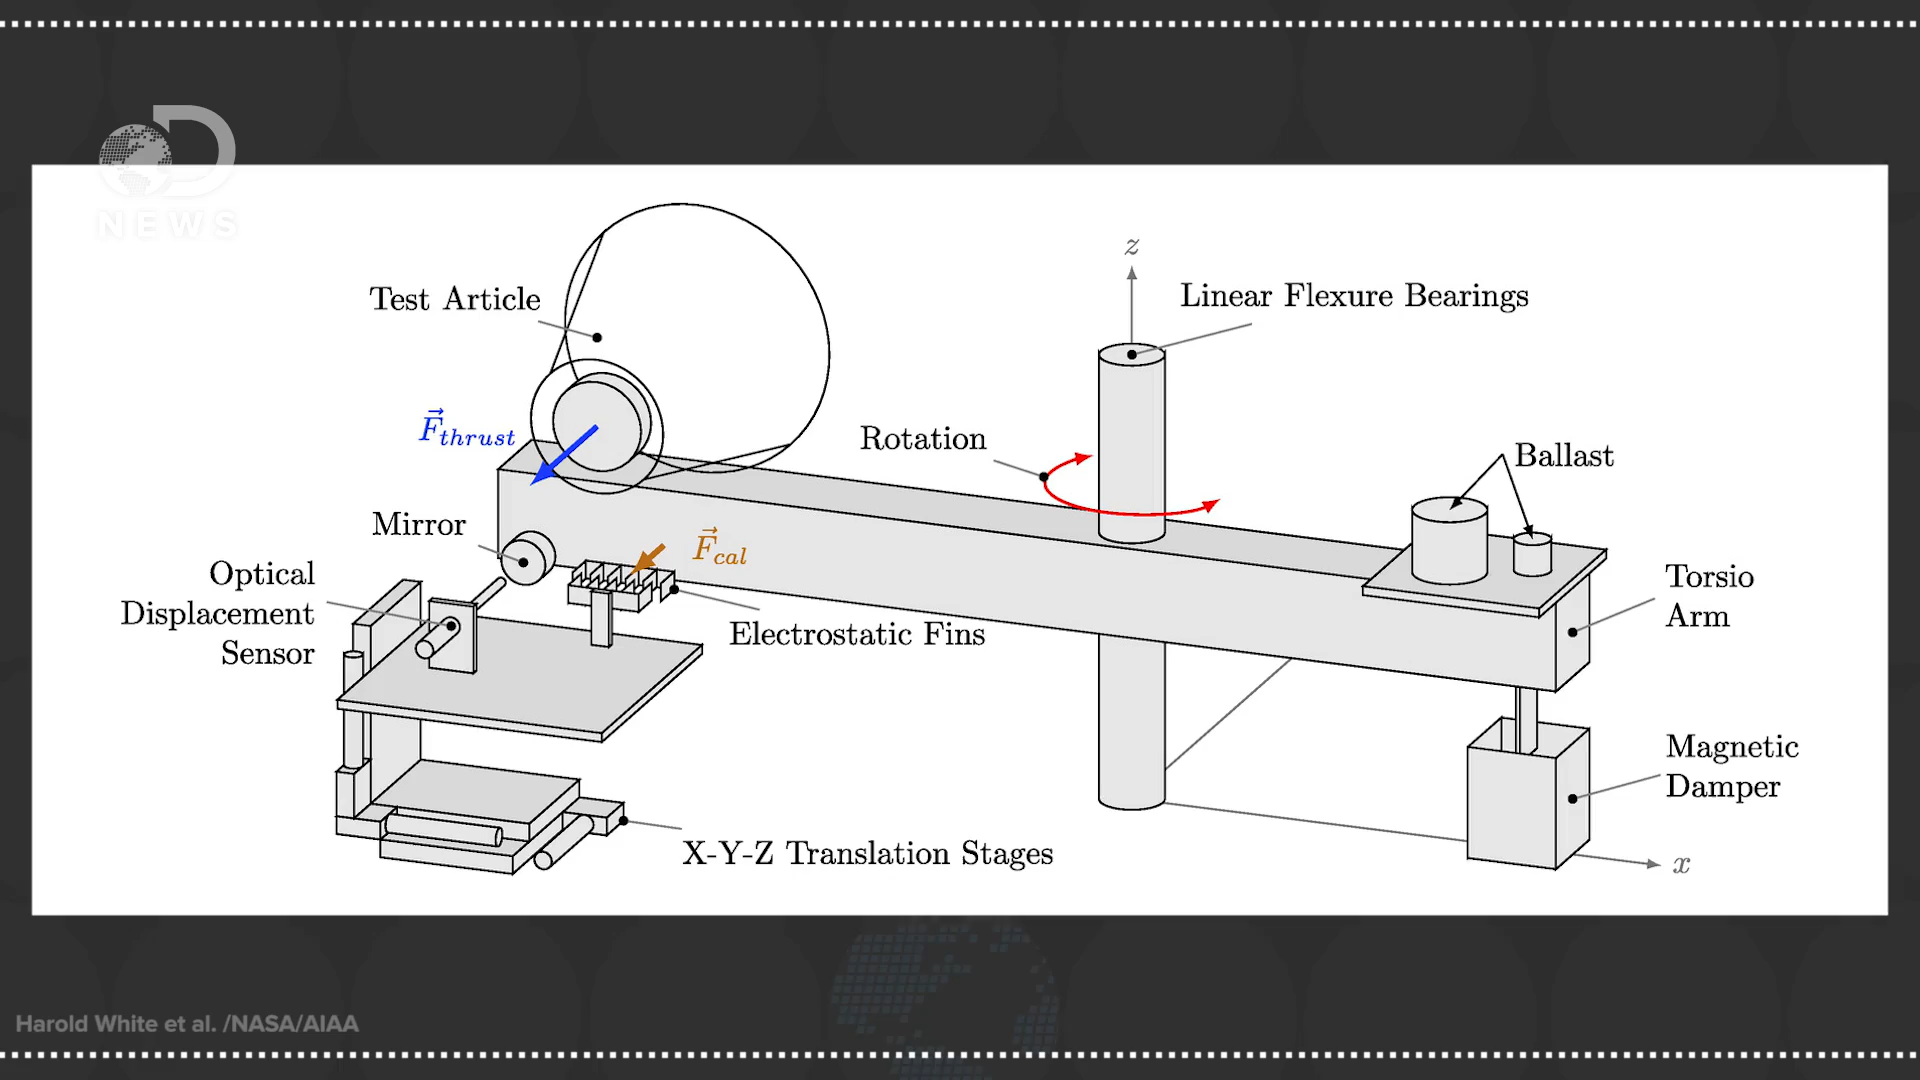 NEWS
z
Linear Flexure Bearings
Test Article
F⃗thrust
Rotation
Ballast
Mirror
F⃗cal
Optical
Displacement
Sensor
Torsio
Arm
Electrostatic Fins
Magnetic
Damper
X-Y-Z Translation Stages
x
Harold White et al. /NASA/AIAA